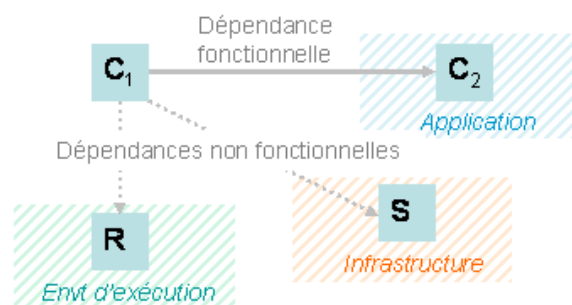 Dépendance
fonctionnelle
C1
C2
Application
Dépendances non fonctionnelles
R
S
Envt d'exécution
Infrastructure